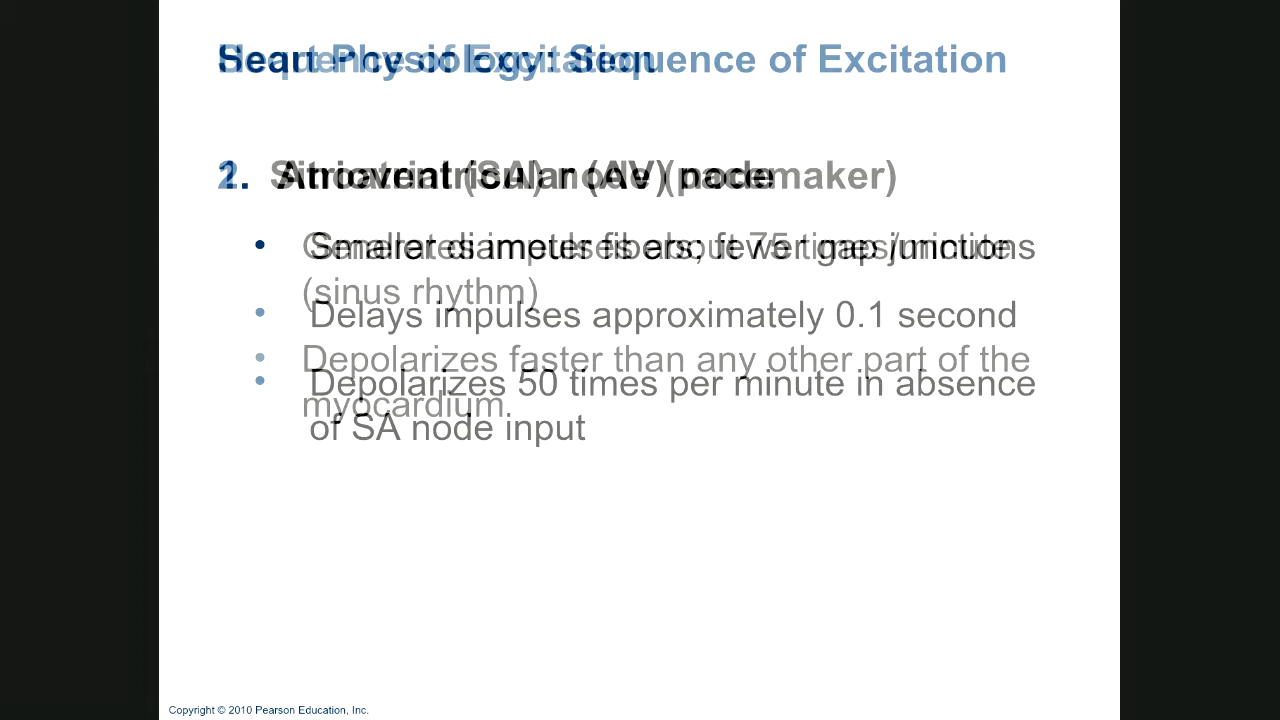 Heart Physiology: Sequence of Excitation
Sequence of Excitation
1. Sinoatrial (SA) node (pacemaker)
• Generates impulses about 75 times/minute
(sinus rhythm)
• Depolarizes faster than any other part of the
myocardium
2. Atrioventricular (AV) node
• Smaller diameter fibers; fewer gap junctions
• Delays impulses approximately 0.1 second
• Depolarizes 50 times per minute in absence
of SA node input
Copyright © 2010 Pearson Education, Inc.